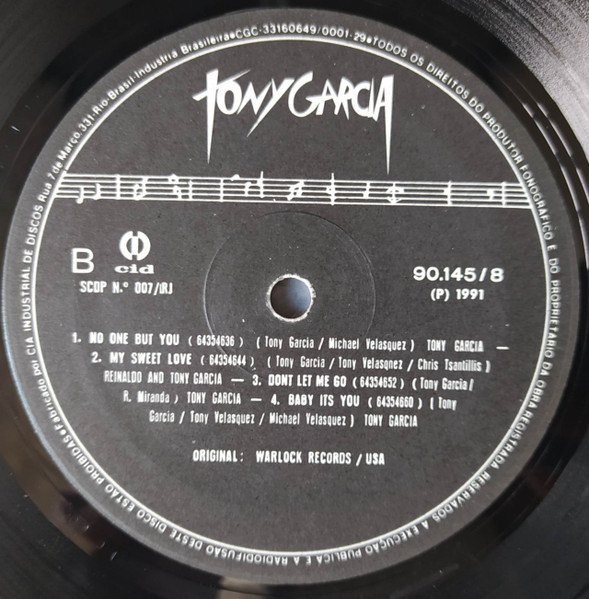 TONY GARCIA
B
cid
SCDP N.º 007/RJ
90.145/8
(P) 1991
1. NO ONE BUT YOU ( 64354636 ) ( Tony Garcia / Michael Velasquez ) TONY GARCIA —
2. MY SWEET LOVE ( 64354644 ) ( Tony Garcia / Tony Velasqnez / Chris Tsantillis )
REINALDO AND TONY GARCIA — 3. DONT LET ME GO ( 64354652 ) ( Tony Garcia /
R. Miranda ) TONY GARCIA — 4. BABY ITS YOU ( 64354660 ) ( Tony
Garcia / Tony Velasquez / Michael Velasquez ) TONY GARCIA
ORIGINAL: WARLOCK RECORDS / USA
Fabricado por CIA INDUSTRIAL DE DISCOS Rua 7 de Março, 331-Rio-Brasil-Industria Brasileira●CGC-33160649/0001-29●TODOS OS DIREITOS DO PRODUTOR FONOGRAFICO E DO PROPRIETARIO DA OBRA REGISTRADA RESERVADOS A EXECUÇÃO PUBLICA E A RADIODIFUSÃO DESTE DISCO ESTÃO PROIBIDAS●